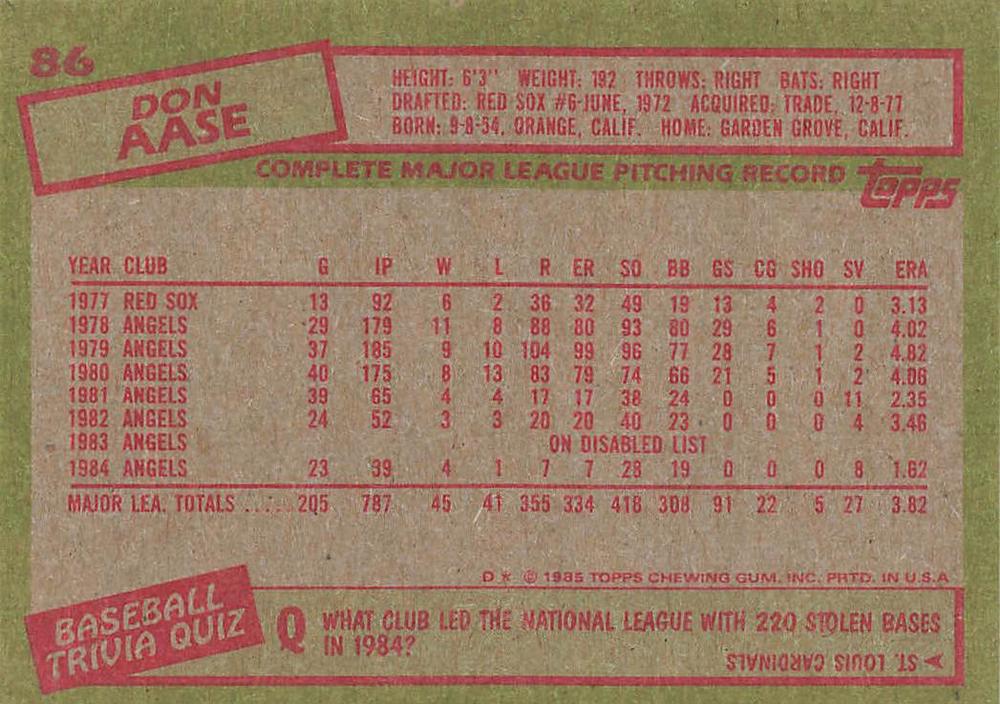 86
DON
AASE
HEIGHT: 6'3" WEIGHT: 192 THROWS: RIGHT BATS: RIGHT
DRAFTED: RED SOX #6-JUNE, 1972 ACQUIRED: TRADE, 12-8-77
BORN: 9-8-54, ORANGE, CALIF. HOME: GARDEN GROVE, CALIF.
COMPLETE MAJOR LEAGUE PITCHING RECORD topps
YEAR CLUB G IP W L R ER SO BB GS CG SHO SV ERA
1977 RED SOX 13 92 6 2 36 32 49 19 13 4 2 0 3.13
1978 ANGELS 29 179 11 8 88 80 93 80 29 6 1 0 4.02
1979 ANGELS 37 185 9 10 104 99 96 77 28 7 1 2 4.82
1980 ANGELS 40 175 8 13 83 79 74 66 21 5 1 2 4.06
1981 ANGELS 39 65 4 4 17 17 38 24 0 0 0 11 2.35
1982 ANGELS 24 52 3 3 20 20 40 23 0 0 0 4 3.46
1983 ANGELS ON DISABLED LIST
1984 ANGELS 23 39 4 1 7 7 28 19 0 0 0 8 1.62
MAJOR LEA. TOTALS ..... 205 787 45 41 355 334 418 308 91 22 5 27 3.82
D * © 1985 TOPPS CHEWING GUM. INC. PRTD. IN U.S.A
BASEBALL
TRIVIA QUIZ
Q WHAT CLUB LED THE NATIONAL LEAGUE WITH 220 STOLEN BASES
IN 1984?
ST. LOUIS CARDINALS